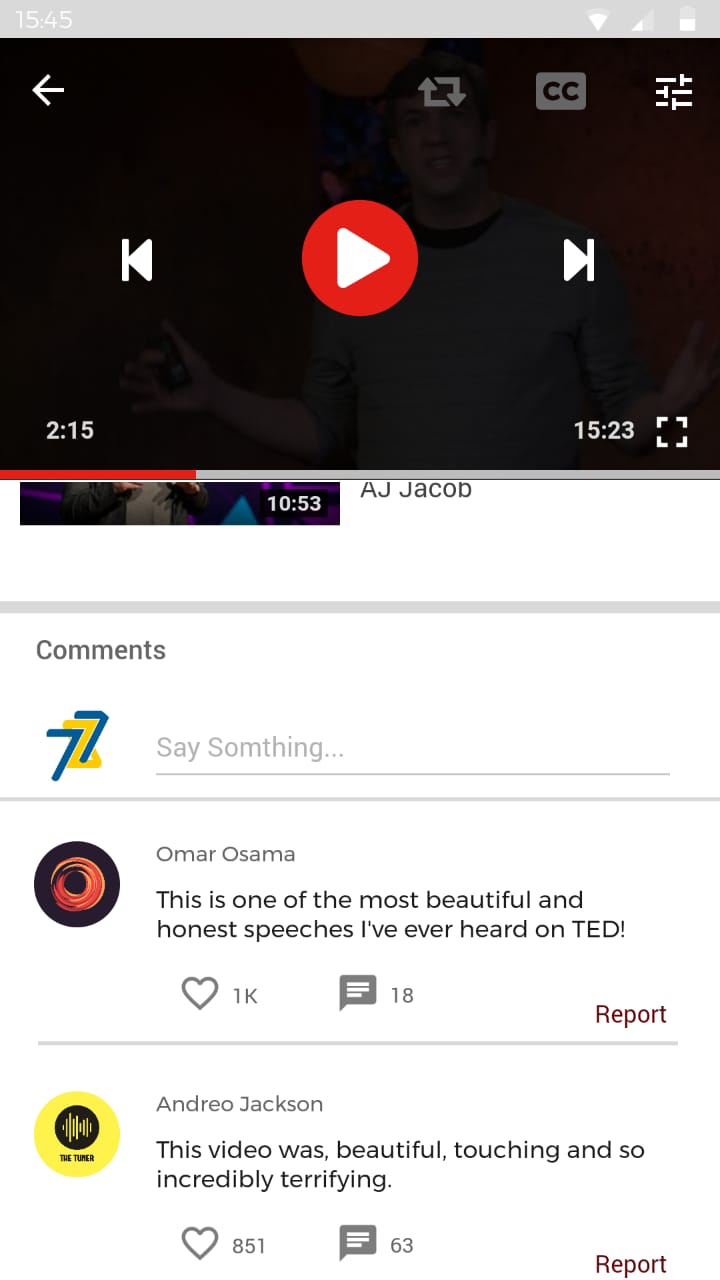 15:45
CC
2:15
15:23
10:53
AJ Jacob
Comments
Say Somthing...
Omar Osama
This is one of the most beautiful and
honest speeches I've ever heard on TED!
1K
18
Report
Andreo Jackson
THE TUNER
This video was, beautiful, touching and so
incredibly terrifying.
851
63
Report